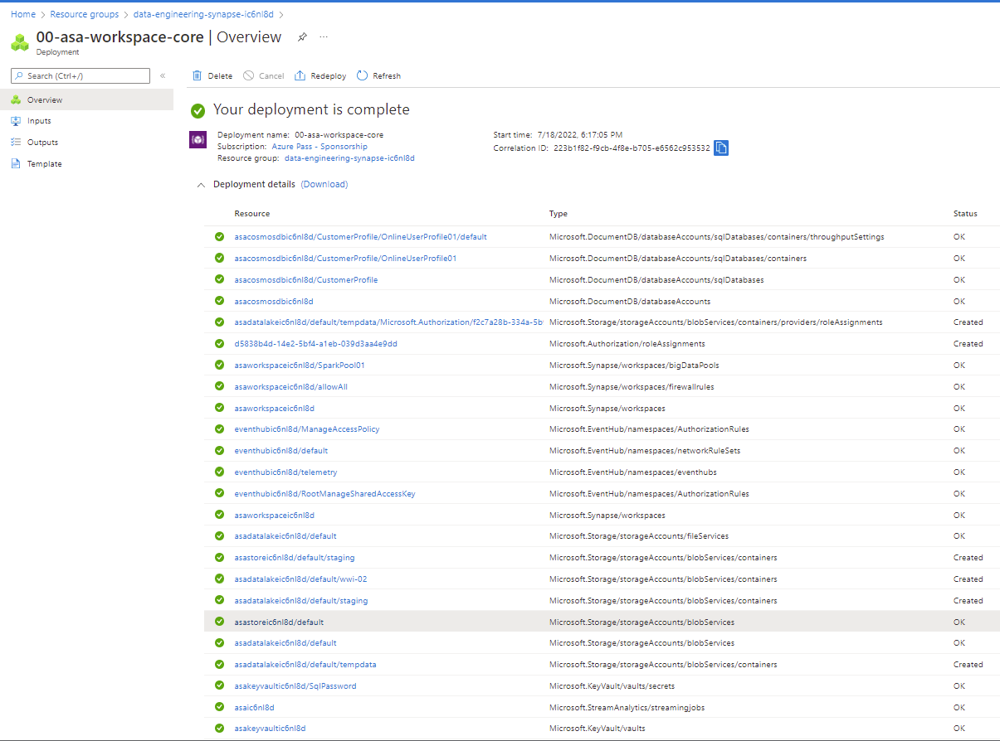 Home > Resource groups > data-engineering-synapse-ic6nl8d >
00-asa-workspace-core | Overview ...
Deployment
Search (Ctrl+/) «
Delete Cancel Redeploy Refresh
Overview
Inputs
Outputs
Template
Your deployment is complete
Deployment name: 00-asa-workspace-core
Subscription: Azure Pass - Sponsorship
Resource group: data-engineering-synapse-ic6nl8d
Start time: 7/18/2022, 6:17:05 PM
Correlation ID: 223b1f82-f9cb-4f8e-b705-e6562c953532
Deployment details (Download)
Resource Type Status
asacosmosdbic6nl8d/CustomerProfile/OnlineUserProfile01/default Microsoft.DocumentDB/databaseAccounts/sqlDatabases/containers/throughputSettings OK
asacosmosdbic6nl8d/CustomerProfile/OnlineUserProfile01 Microsoft.DocumentDB/databaseAccounts/sqlDatabases/containers OK
asacosmosdbic6nl8d/CustomerProfile Microsoft.DocumentDB/databaseAccounts/sqlDatabases OK
asacosmosdbic6nl8d Microsoft.DocumentDB/databaseAccounts OK
asadatalakeic6nl8d/default/tempdata/Microsoft.Authorization/f2c7a28b-334a-5b Microsoft.Storage/storageAccounts/blobServices/containers/providers/roleAssignments Created
d5838b4d-14e2-5bf4-a1eb-039d3aa4e9dd Microsoft.Authorization/roleAssignments Created
asaworkspaceic6nl8d/SparkPool01 Microsoft.Synapse/workspaces/bigDataPools OK
asaworkspaceic6nl8d/allowAll Microsoft.Synapse/workspaces/firewallrules OK
asaworkspaceic6nl8d Microsoft.Synapse/workspaces OK
eventhubic6nl8d/ManageAccessPolicy Microsoft.EventHub/namespaces/AuthorizationRules OK
eventhubic6nl8d/default Microsoft.EventHub/namespaces/networkRuleSets OK
eventhubic6nl8d/telemetry Microsoft.EventHub/namespaces/eventhubs OK
eventhubic6nl8d/RootManageSharedAccessKey Microsoft.EventHub/namespaces/AuthorizationRules OK
asaworkspaceic6nl8d Microsoft.Synapse/workspaces OK
asadatalakeic6nl8d/default Microsoft.Storage/storageAccounts/fileServices OK
asastoreic6nl8d/default/staging Microsoft.Storage/storageAccounts/blobServices/containers Created
asadatalakeic6nl8d/default/wwi-02 Microsoft.Storage/storageAccounts/blobServices/containers Created
asadatalakeic6nl8d/default/staging Microsoft.Storage/storageAccounts/blobServices/containers Created
asastoreic6nl8d/default Microsoft.Storage/storageAccounts/blobServices OK
asadatalakeic6nl8d/default Microsoft.Storage/storageAccounts/blobServices OK
asadatalakeic6nl8d/default/tempdata Microsoft.Storage/storageAccounts/blobServices/containers Created
asakeyvaultic6nl8d/SqlPassword Microsoft.KeyVault/vaults/secrets OK
asaic6nl8d Microsoft.StreamAnalytics/streamingjobs OK
asakeyvaultic6nl8d Microsoft.KeyVault/vaults OK